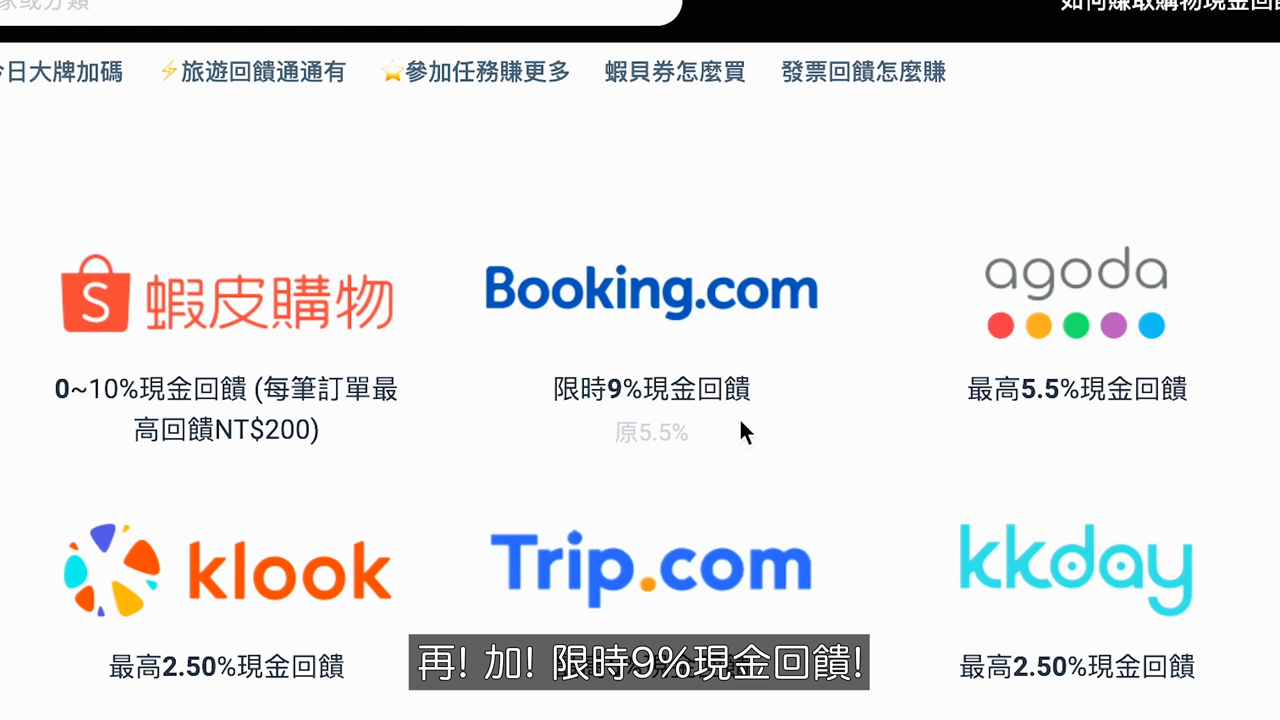 家或分類
如何賺取購物現金回饋
今日大牌加碼 ⚡旅遊回饋通通有 ⭐參加任務賺更多 蝦貝券怎麼買 發票回饋怎麼賺
S 蝦皮購物
Booking.com
agoda
0~10%現金回饋 (每筆訂單最
高回饋NT$200)
限時9%現金回饋
原5.5%
最高5.5%現金回饋
klook
Trip.com
kkday
最高2.50%現金回饋
再! 加! 限時9%現金回饋!
最高2.50%現金回饋